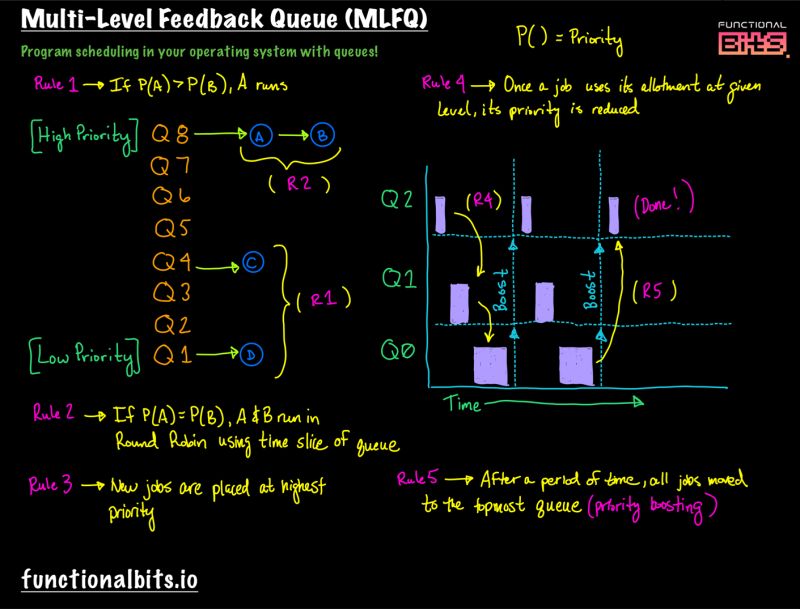 Multi-Level Feedback Queue (MLFQ)
Program scheduling in your operating system with queues!
P( ) = Priority
FUNCTIONAL
BITS
Rule 1 → If P(A) > P(B), A runs
[High Priority] Q8 → A → B
Q7
(R2)
Q6
Q5
Q4 → C
Q3
(R1)
Q2
[Low Priority] Q1 → D
Rule 2 → If P(A) = P(B), A & B run in
Round Robin using time slice of queue
Rule 3 → New jobs are placed at highest
priority
Rule 4 → Once a job uses its allotment at given
level, its priority is reduced
Q2
(R4)
(Done!)
Q1
Boost
Boost
(R5)
Q0
Time
Rule 5 → After a period of time, all jobs moved
to the topmost queue (priority boosting)
functionalbits.io